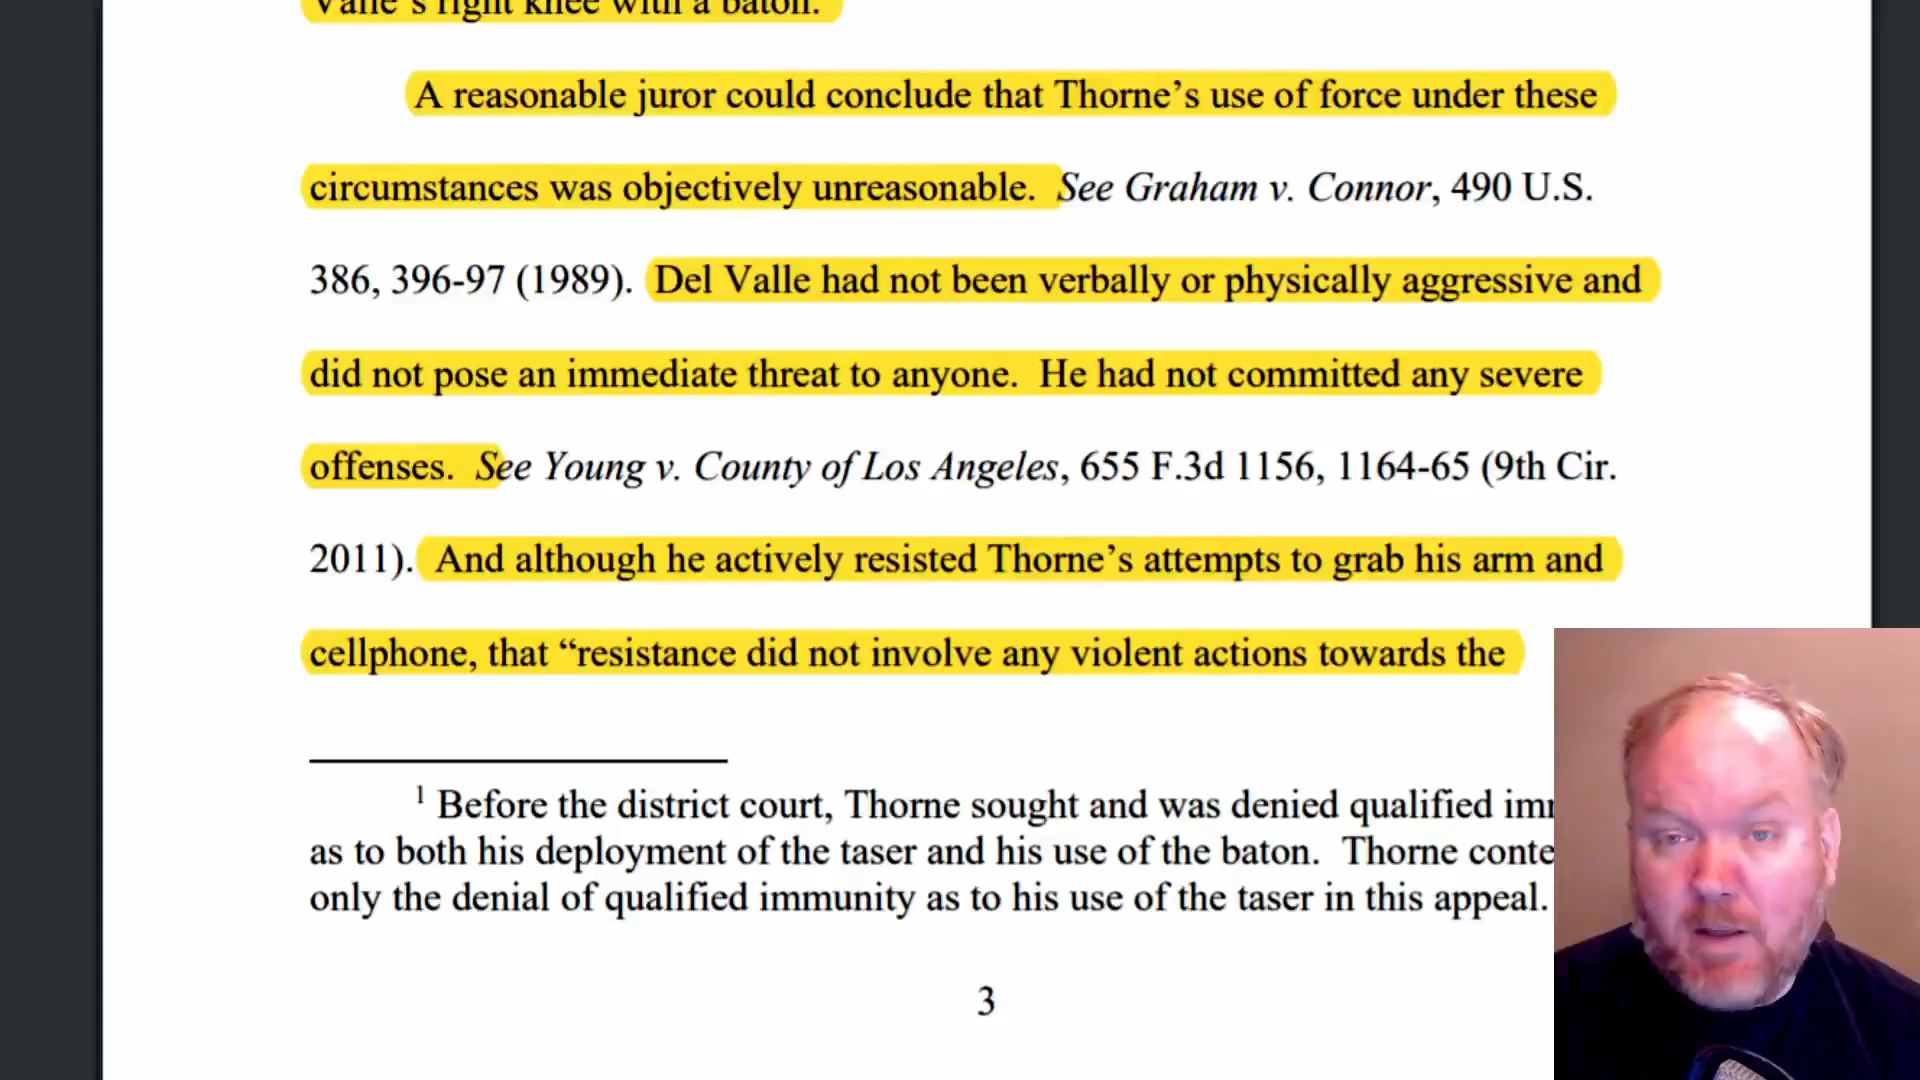 Valle's right knee with a baton.
A reasonable juror could conclude that Thorne's use of force under these
circumstances was objectively unreasonable. See Graham v. Connor, 490 U.S.
386, 396-97 (1989). Del Valle had not been verbally or physically aggressive and
did not pose an immediate threat to anyone. He had not committed any severe
offenses. See Young v. County of Los Angeles, 655 F.3d 1156, 1164-65 (9th Cir.
2011). And although he actively resisted Thorne's attempts to grab his arm and
cellphone, that “resistance did not involve any violent actions towards the
1 Before the district court, Thorne sought and was denied qualified
as to both his deployment of the taser and his use of the baton. Thorne
only the denial of qualified immunity as to his use of the taser in this appeal.
3